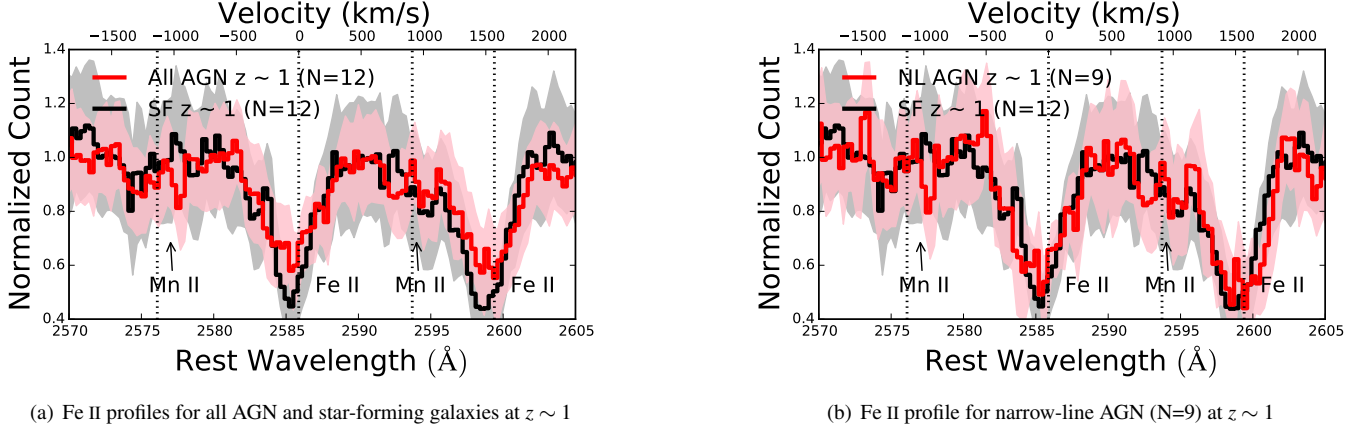 Velocity (km/s)
−1500 −1000 −500 0 500 1000 1500 2000
1.4
1.2
1.0
0.8
0.6
0.4
Normalized Count
All AGN z ~ 1 (N=12)
SF z ~ 1 (N=12)
Mn II
Fe II
Mn II
Fe II
2570 2575 2580 2585 2590 2595 2600 2605
Rest Wavelength (Å)
(a) Fe II profiles for all AGN and star-forming galaxies at z ∼ 1
Velocity (km/s)
−1500 −1000 −500 0 500 1000 1500 2000
1.4
1.2
1.0
0.8
0.6
0.4
Normalized Count
NL AGN z ~ 1 (N=9)
SF z ~ 1 (N=12)
Mn II
Fe II
Mn II
Fe II
2570 2575 2580 2585 2590 2595 2600 2605
Rest Wavelength (Å)
(b) Fe II profile for narrow-line AGN (N=9) at z ∼ 1